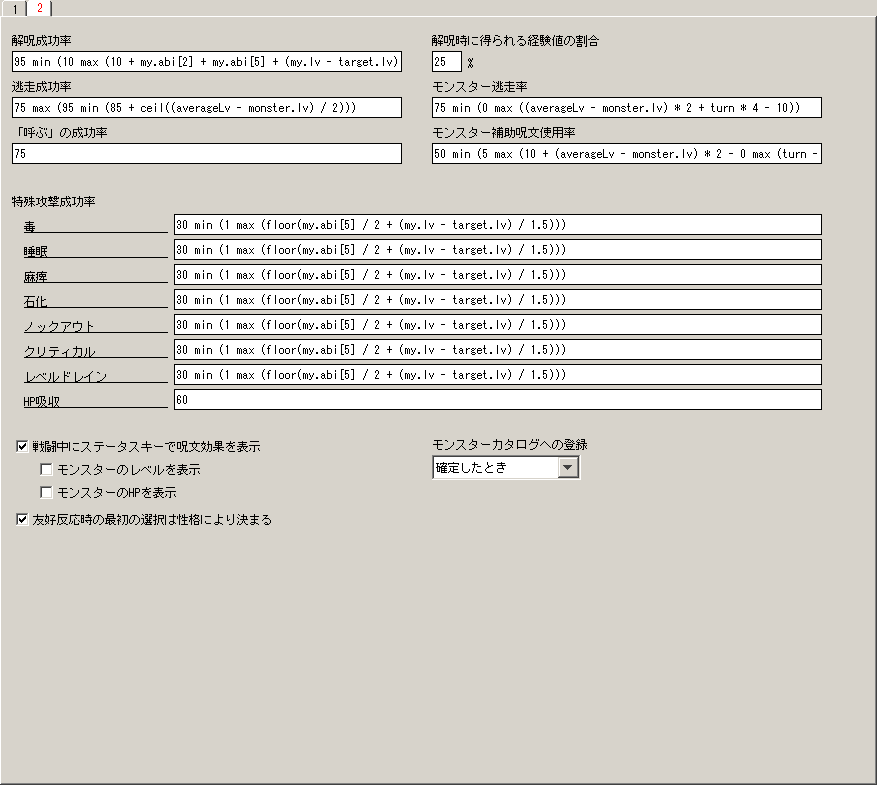 1 2
解呪成功率 解呪時に得られる経験値の割合
95 min (10 max (10 + my.abi[2] + my.abi[5] + (my.lv - target.lv) 25 %
逃走成功率 モンスター逃走率
75 max (95 min (85 + ceil((averageLv - monster.lv) / 2))) 75 min (0 max ((averageLv - monster.lv) * 2 + turn * 4 - 10))
「呼ぶ」の成功率 モンスター補助呪文使用率
75 50 min (5 max (10 + (averageLv - monster.lv) * 2 - 0 max (turn -
特殊攻撃成功率
毒 30 min (1 max (floor(my.abi[5] / 2 + (my.lv - target.lv) / 1.5)))
睡眠 30 min (1 max (floor(my.abi[5] / 2 + (my.lv - target.lv) / 1.5)))
麻痺 30 min (1 max (floor(my.abi[5] / 2 + (my.lv - target.lv) / 1.5)))
石化 30 min (1 max (floor(my.abi[5] / 2 + (my.lv - target.lv) / 1.5)))
ノックアウト 30 min (1 max (floor(my.abi[5] / 2 + (my.lv - target.lv) / 1.5)))
クリティカル 30 min (1 max (floor(my.abi[5] / 2 + (my.lv - target.lv) / 1.5)))
レベルドレイン 30 min (1 max (floor(my.abi[5] / 2 + (my.lv - target.lv) / 1.5)))
HP吸収 60
戦闘中にステータスキーで呪文効果を表示 モンスターカタログへの登録
モンスターのレベルを表示 確定したとき
モンスターのHPを表示
友好反応時の最初の選択は性格により決まる